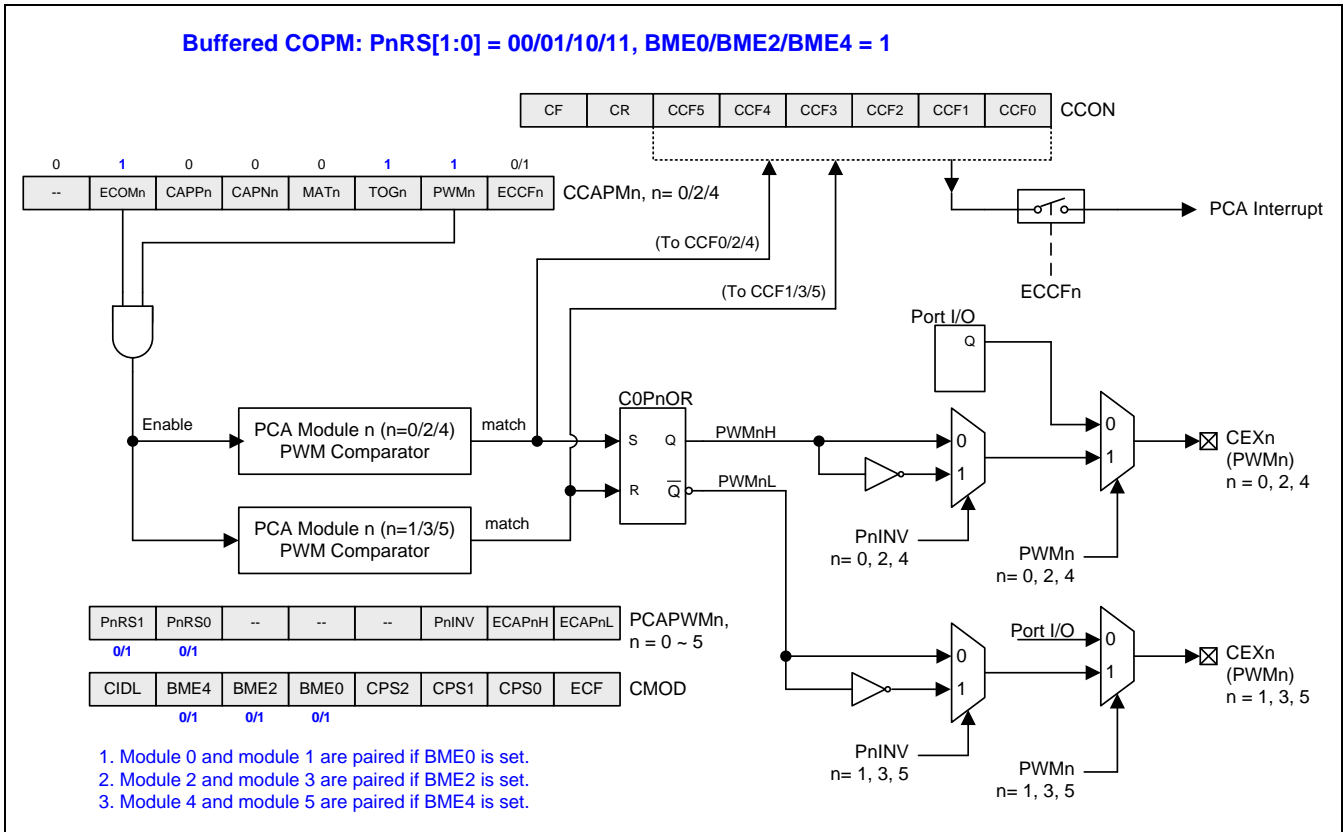 Buffered COPM: PnRS[1:0] = 00/01/10/11, BME0/BME2/BME4 = 1
CF CR CCF5 CCF4 CCF3 CCF2 CCF1 CCF0 CCON
0 1 0 0 0 1 1 0/1
-- ECOMn CAPPn CAPNn MATn TOGn PWMn ECCFn CCAPMn, n= 0/2/4
PCA Interrupt
(To CCF0/2/4)
(To CCF1/3/5)
ECCFn
Port I/O
Q
C0PnOR
Enable
PCA Module n (n=0/2/4)
PWM Comparator
match
S Q
R Q
PWMnH
PWMnL
0
1
0
1
CEXn
(PWMn)
n = 0, 2, 4
PCA Module n (n=1/3/5)
PWM Comparator
match
PnINV
n= 0, 2, 4
PWMn
n= 0, 2, 4
PnRS1 PnRS0 -- -- -- PnINV ECAPnH ECAPnL PCAPWMn,
n = 0 ~ 5
0/1 0/1
CIDL BME4 BME2 BME0 CPS2 CPS1 CPS0 ECF CMOD
0/1 0/1 0/1
Port I/O
0
1
0
1
CEXn
(PWMn)
n = 1, 3, 5
PnINV
n= 1, 3, 5
PWMn
n= 1, 3, 5
1. Module 0 and module 1 are paired if BME0 is set.
2. Module 2 and module 3 are paired if BME2 is set.
3. Module 4 and module 5 are paired if BME4 is set.